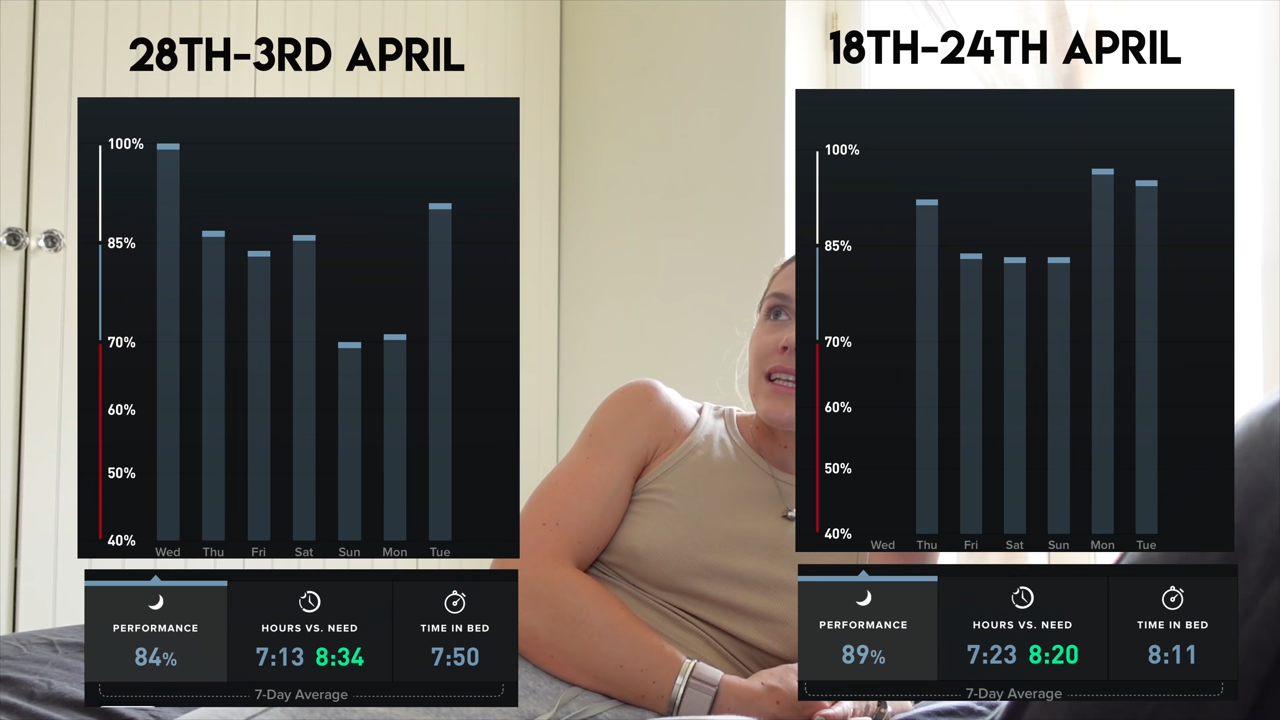 28TH-3RD APRIL
100%
85%
70%
60%
50%
40%
Wed Thu Fri Sat Sun Mon Tue
PERFORMANCE HOURS VS. NEED TIME IN BED
84% 7:13 8:34 7:50
7-Day Average
18TH-24TH APRIL
100%
85%
70%
60%
50%
40%
Wed Thu Fri Sat Sun Mon Tue
PERFORMANCE HOURS VS. NEED TIME IN BED
89% 7:23 8:20 8:11
7-Day Average